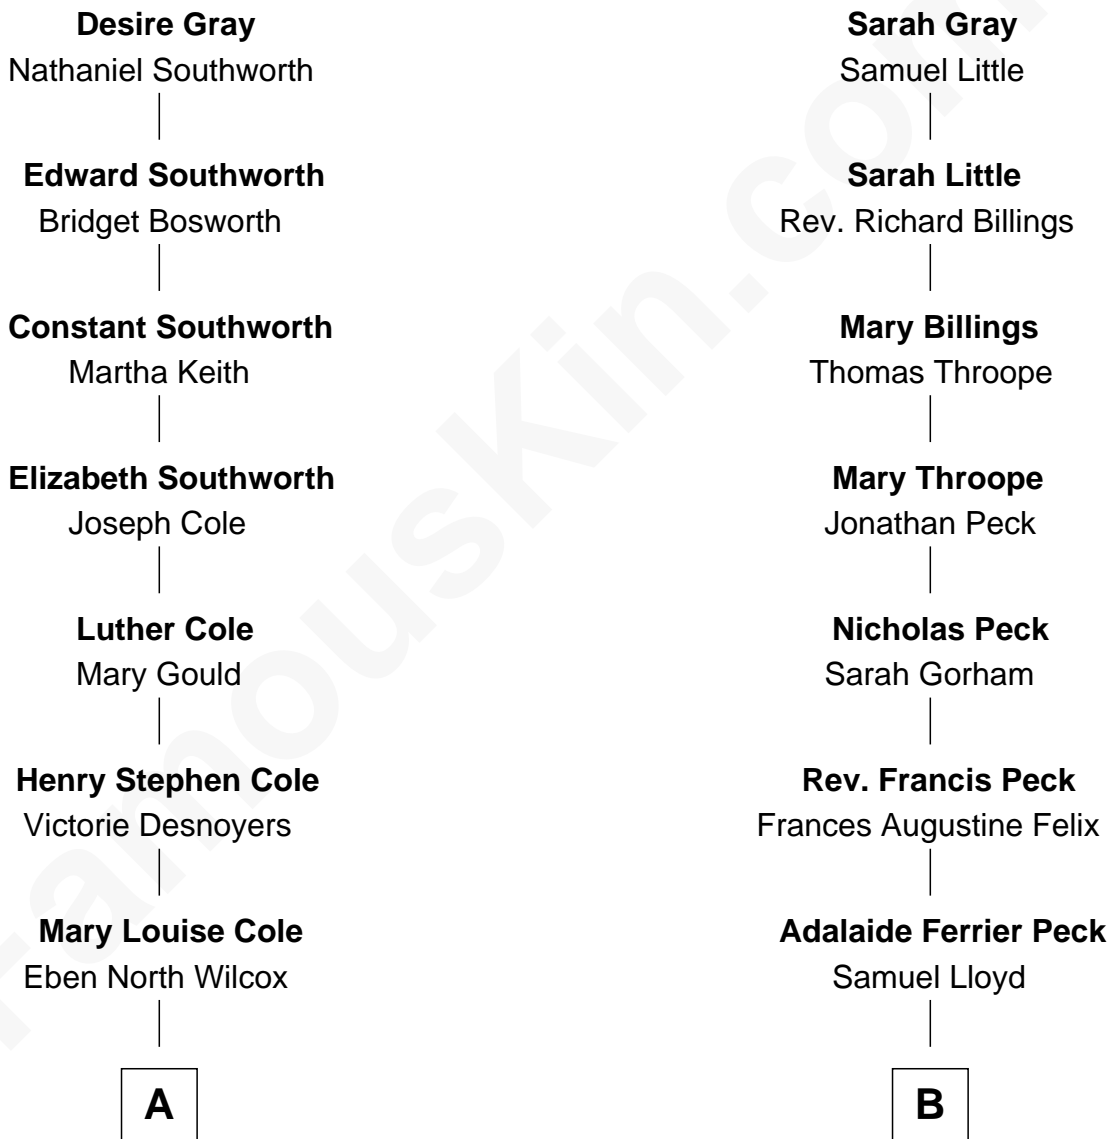 Desire Gray
Nathaniel Southworth
Edward Southworth
Bridget Bosworth
Constant Southworth
Martha Keith
Elizabeth Southworth
Joseph Cole
Luther Cole
Mary Gould
Henry Stephen Cole
Victorie Desnoyers
Mary Louise Cole
Eben North Wilcox
A
Sarah Gray
Samuel Little
Sarah Little
Rev. Richard Billings
Mary Billings
Thomas Throope
Mary Throope
Jonathan Peck
Nicholas Peck
Sarah Gorham
Rev. Francis Peck
Frances Augustine Felix
Adalaide Ferrier Peck
Samuel Lloyd
B
FamousKin.com